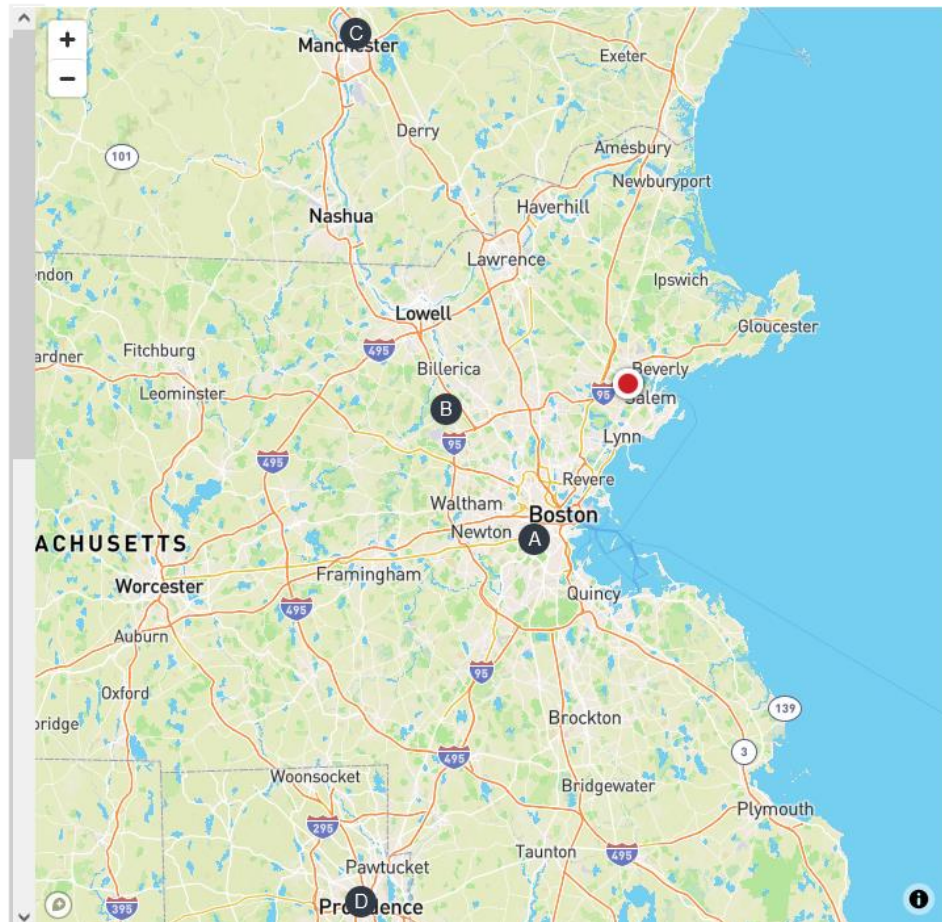 +
−
C
Manchester
Exeter
Derry
101
Amesbury
Newburyport
Nashua
Haverhill
Lawrence
Ipswich
ndon
Lowell
Gloucester
495
ardner
Fitchburg
Billerica
Beverly
Leominster
95
Salem
B
95
Lynn
495
Revere
Waltham
Boston
Newton
A
ACHUSETTS
Framingham
Worcester
Quincy
495
Auburn
95
Oxford
139
bridge
Brockton
3
495
Woonsocket
Bridgewater
Plymouth
295
Taunton
495
Pawtucket
395
D
Providence
i